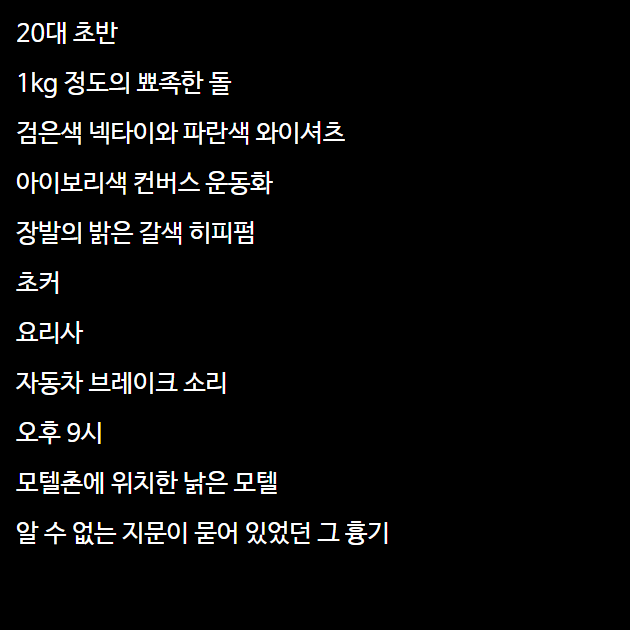 20대 초반
1kg 정도의 뾰족한 돌
검은색 넥타이와 파란색 와이셔츠
아이보리색 컨버스 운동화
장발의 밝은 갈색 히피펌
초커
요리사
자동차 브레이크 소리
오후 9시
모텔촌에 위치한 낡은 모텔
알 수 없는 지문이 묻어 있었던 그 흉기